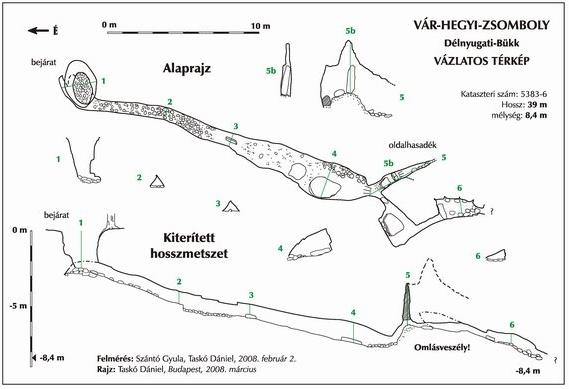 É
0 m
10 m
VÁR-HEGYI-ZSOMBOLY
Délnyugati-Bükk
VÁZLATOS TÉRKÉP
Kataszteri szám: 5383-6
Hossz: 39 m
mélység: 8,4 m
bejárat
Alaprajz
5b
5b
5
1
2
3
4
oldalhasadék
5b
5
6
?
1
2
3
4
6
bejárat
Kiterített
hosszmetszet
0 m
-5 m
-8,4 m
1
2
3
4
5
6
?
Omlásveszély!
-8,4 m
Felmérés: Szántó Gyula, Taskó Dániel, 2008. február 2.
Rajz: Taskó Dániel, Budapest, 2008. március